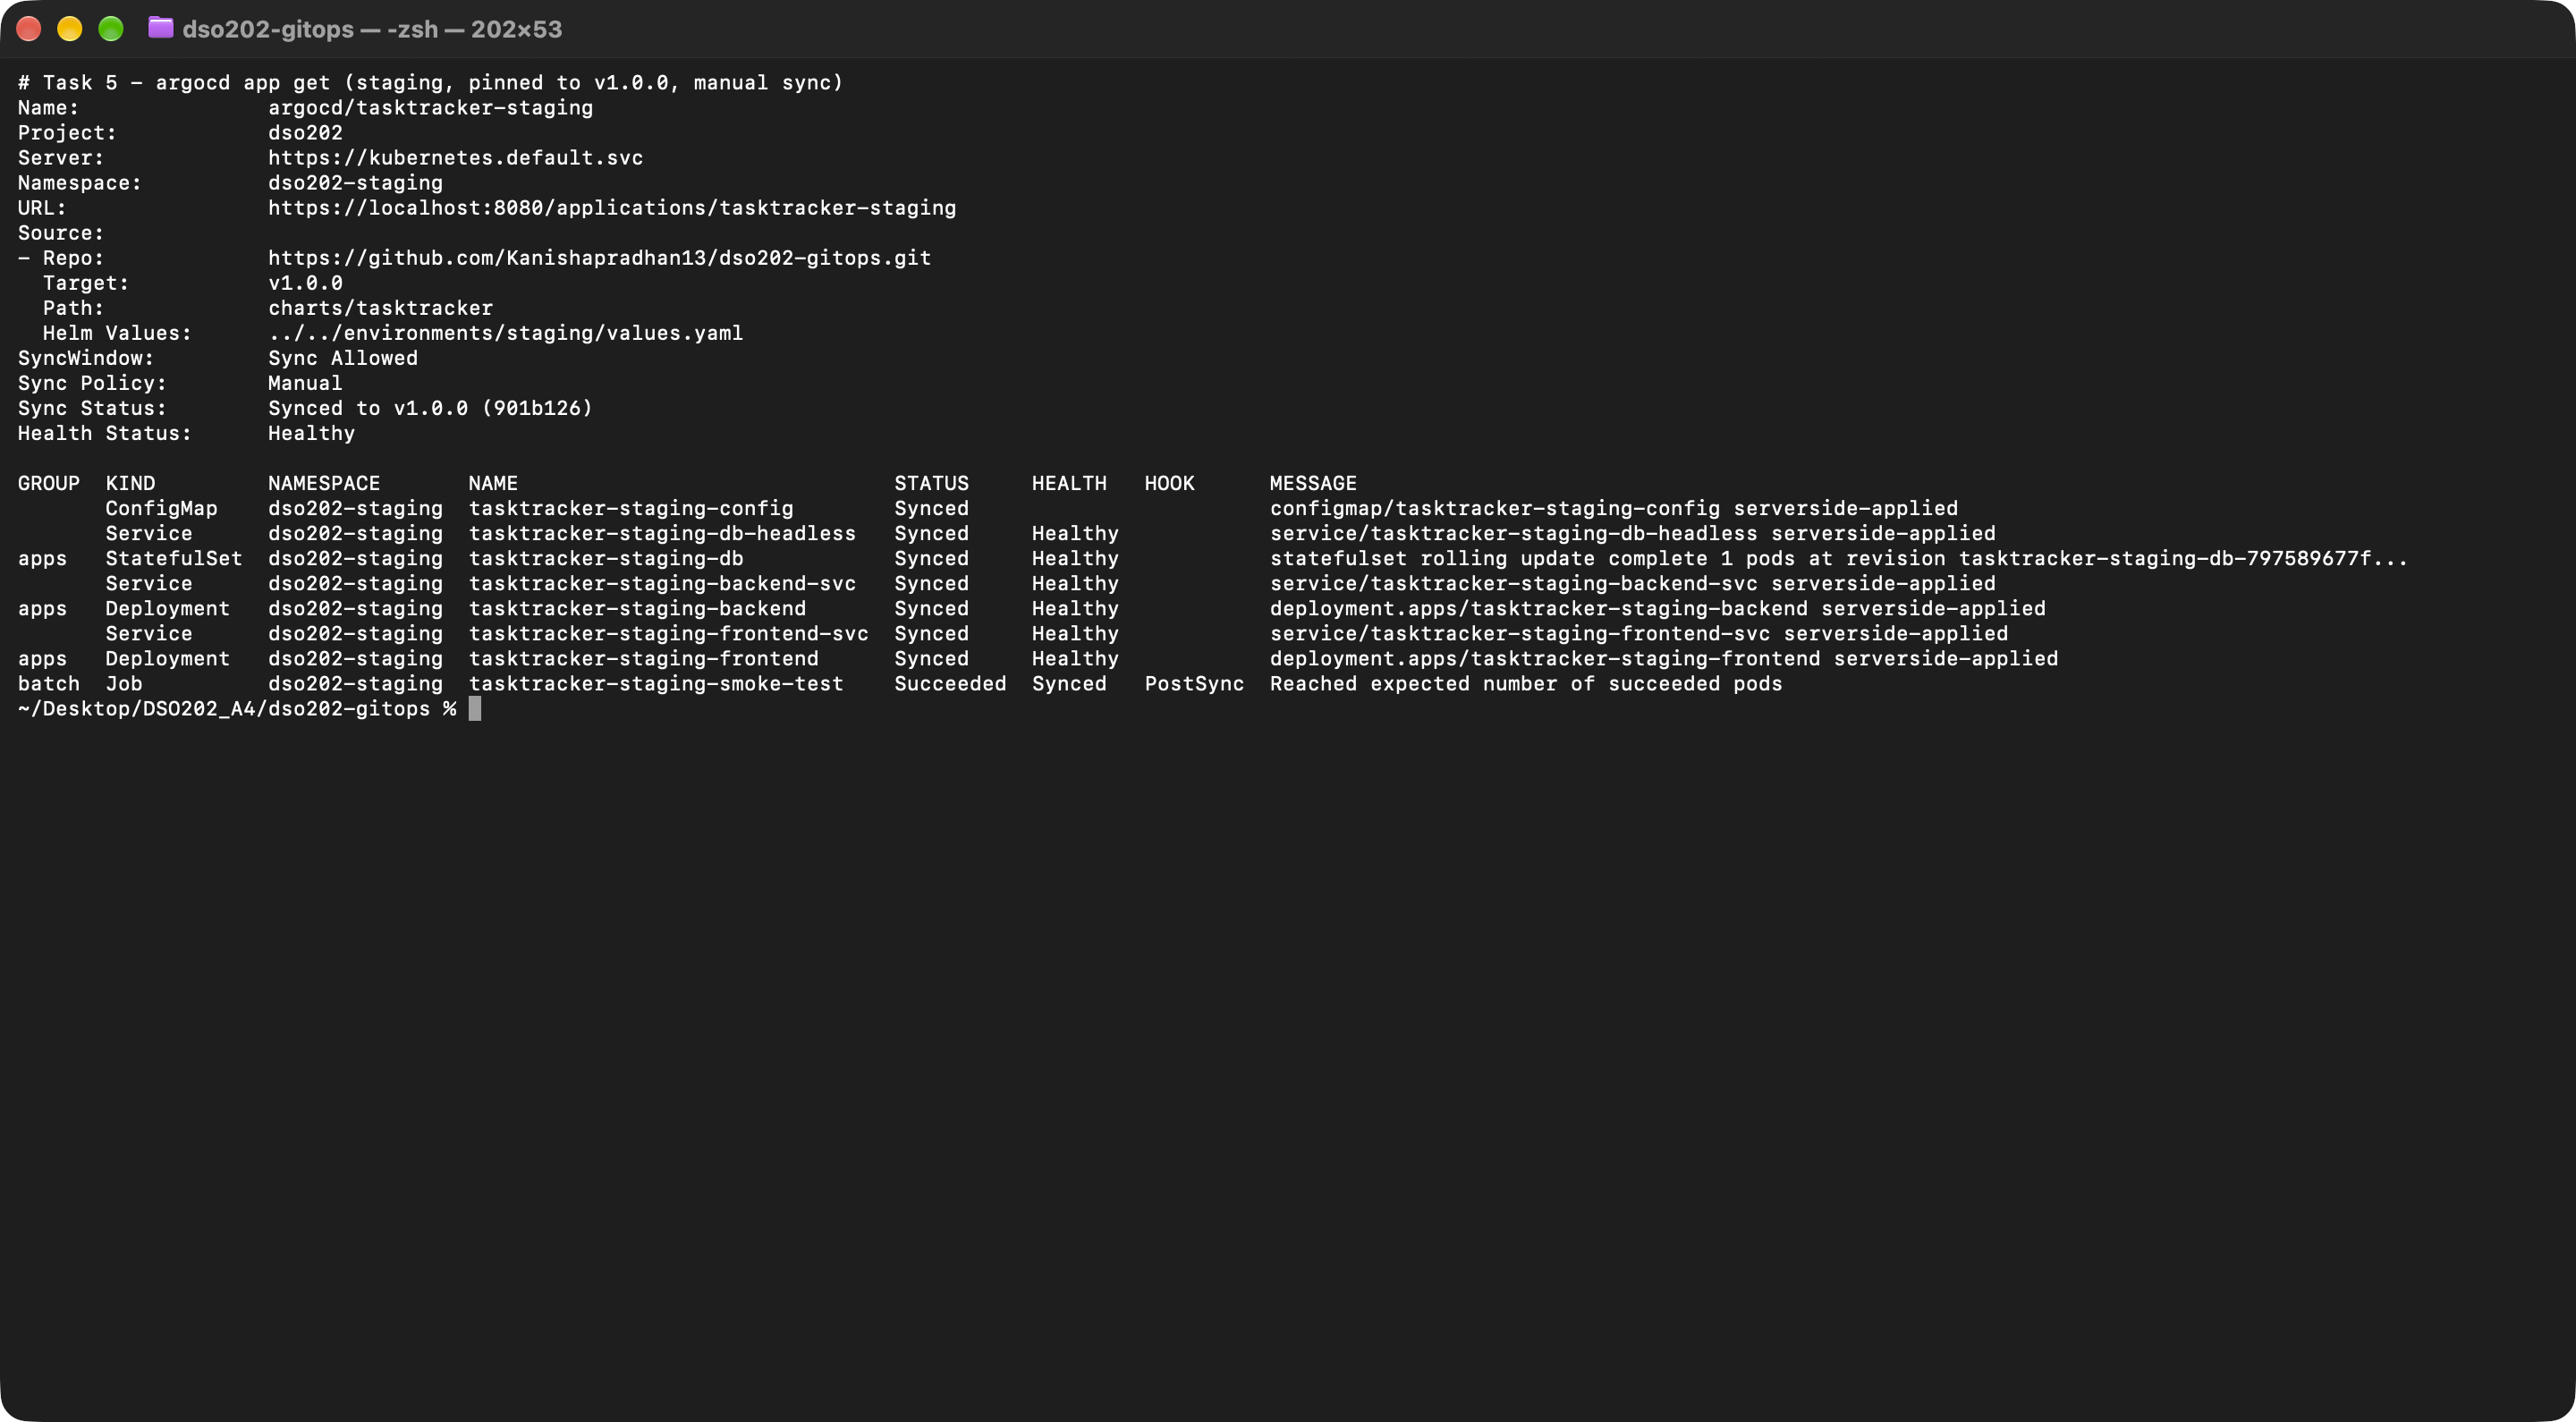 dso202-gitops — -zsh — 202×53
# Task 5 – argocd app get (staging, pinned to v1.0.0, manual sync)
Name:               argocd/tasktracker-staging
Project:            dso202
Server:             https://kubernetes.default.svc
Namespace:          dso202-staging
URL:                https://localhost:8080/applications/tasktracker-staging
Source:
- Repo:             https://github.com/Kanishapradhan13/dso202-gitops.git
  Target:           v1.0.0
  Path:             charts/tasktracker
  Helm Values:      ../../environments/staging/values.yaml
SyncWindow:         Sync Allowed
Sync Policy:        Manual
Sync Status:        Synced to v1.0.0 (901b126)
Health Status:      Healthy
GROUP  KIND         NAMESPACE       NAME                              STATUS     HEALTH   HOOK      MESSAGE
       ConfigMap    dso202-staging  tasktracker-staging-config        Synced                        configmap/tasktracker-staging-config serverside-applied
       Service      dso202-staging  tasktracker-staging-db-headless   Synced     Healthy            service/tasktracker-staging-db-headless serverside-applied
apps   StatefulSet  dso202-staging  tasktracker-staging-db            Synced     Healthy            statefulset rolling update complete 1 pods at revision tasktracker-staging-db-797589677f...
       Service      dso202-staging  tasktracker-staging-backend-svc   Synced     Healthy            service/tasktracker-staging-backend-svc serverside-applied
apps   Deployment   dso202-staging  tasktracker-staging-backend       Synced     Healthy            deployment.apps/tasktracker-staging-backend serverside-applied
       Service      dso202-staging  tasktracker-staging-frontend-svc  Synced     Healthy            service/tasktracker-staging-frontend-svc serverside-applied
apps   Deployment   dso202-staging  tasktracker-staging-frontend      Synced     Healthy            deployment.apps/tasktracker-staging-frontend serverside-applied
batch  Job          dso202-staging  tasktracker-staging-smoke-test    Succeeded  Synced   PostSync  Reached expected number of succeeded pods
~/Desktop/DSO202_A4/dso202-gitops %